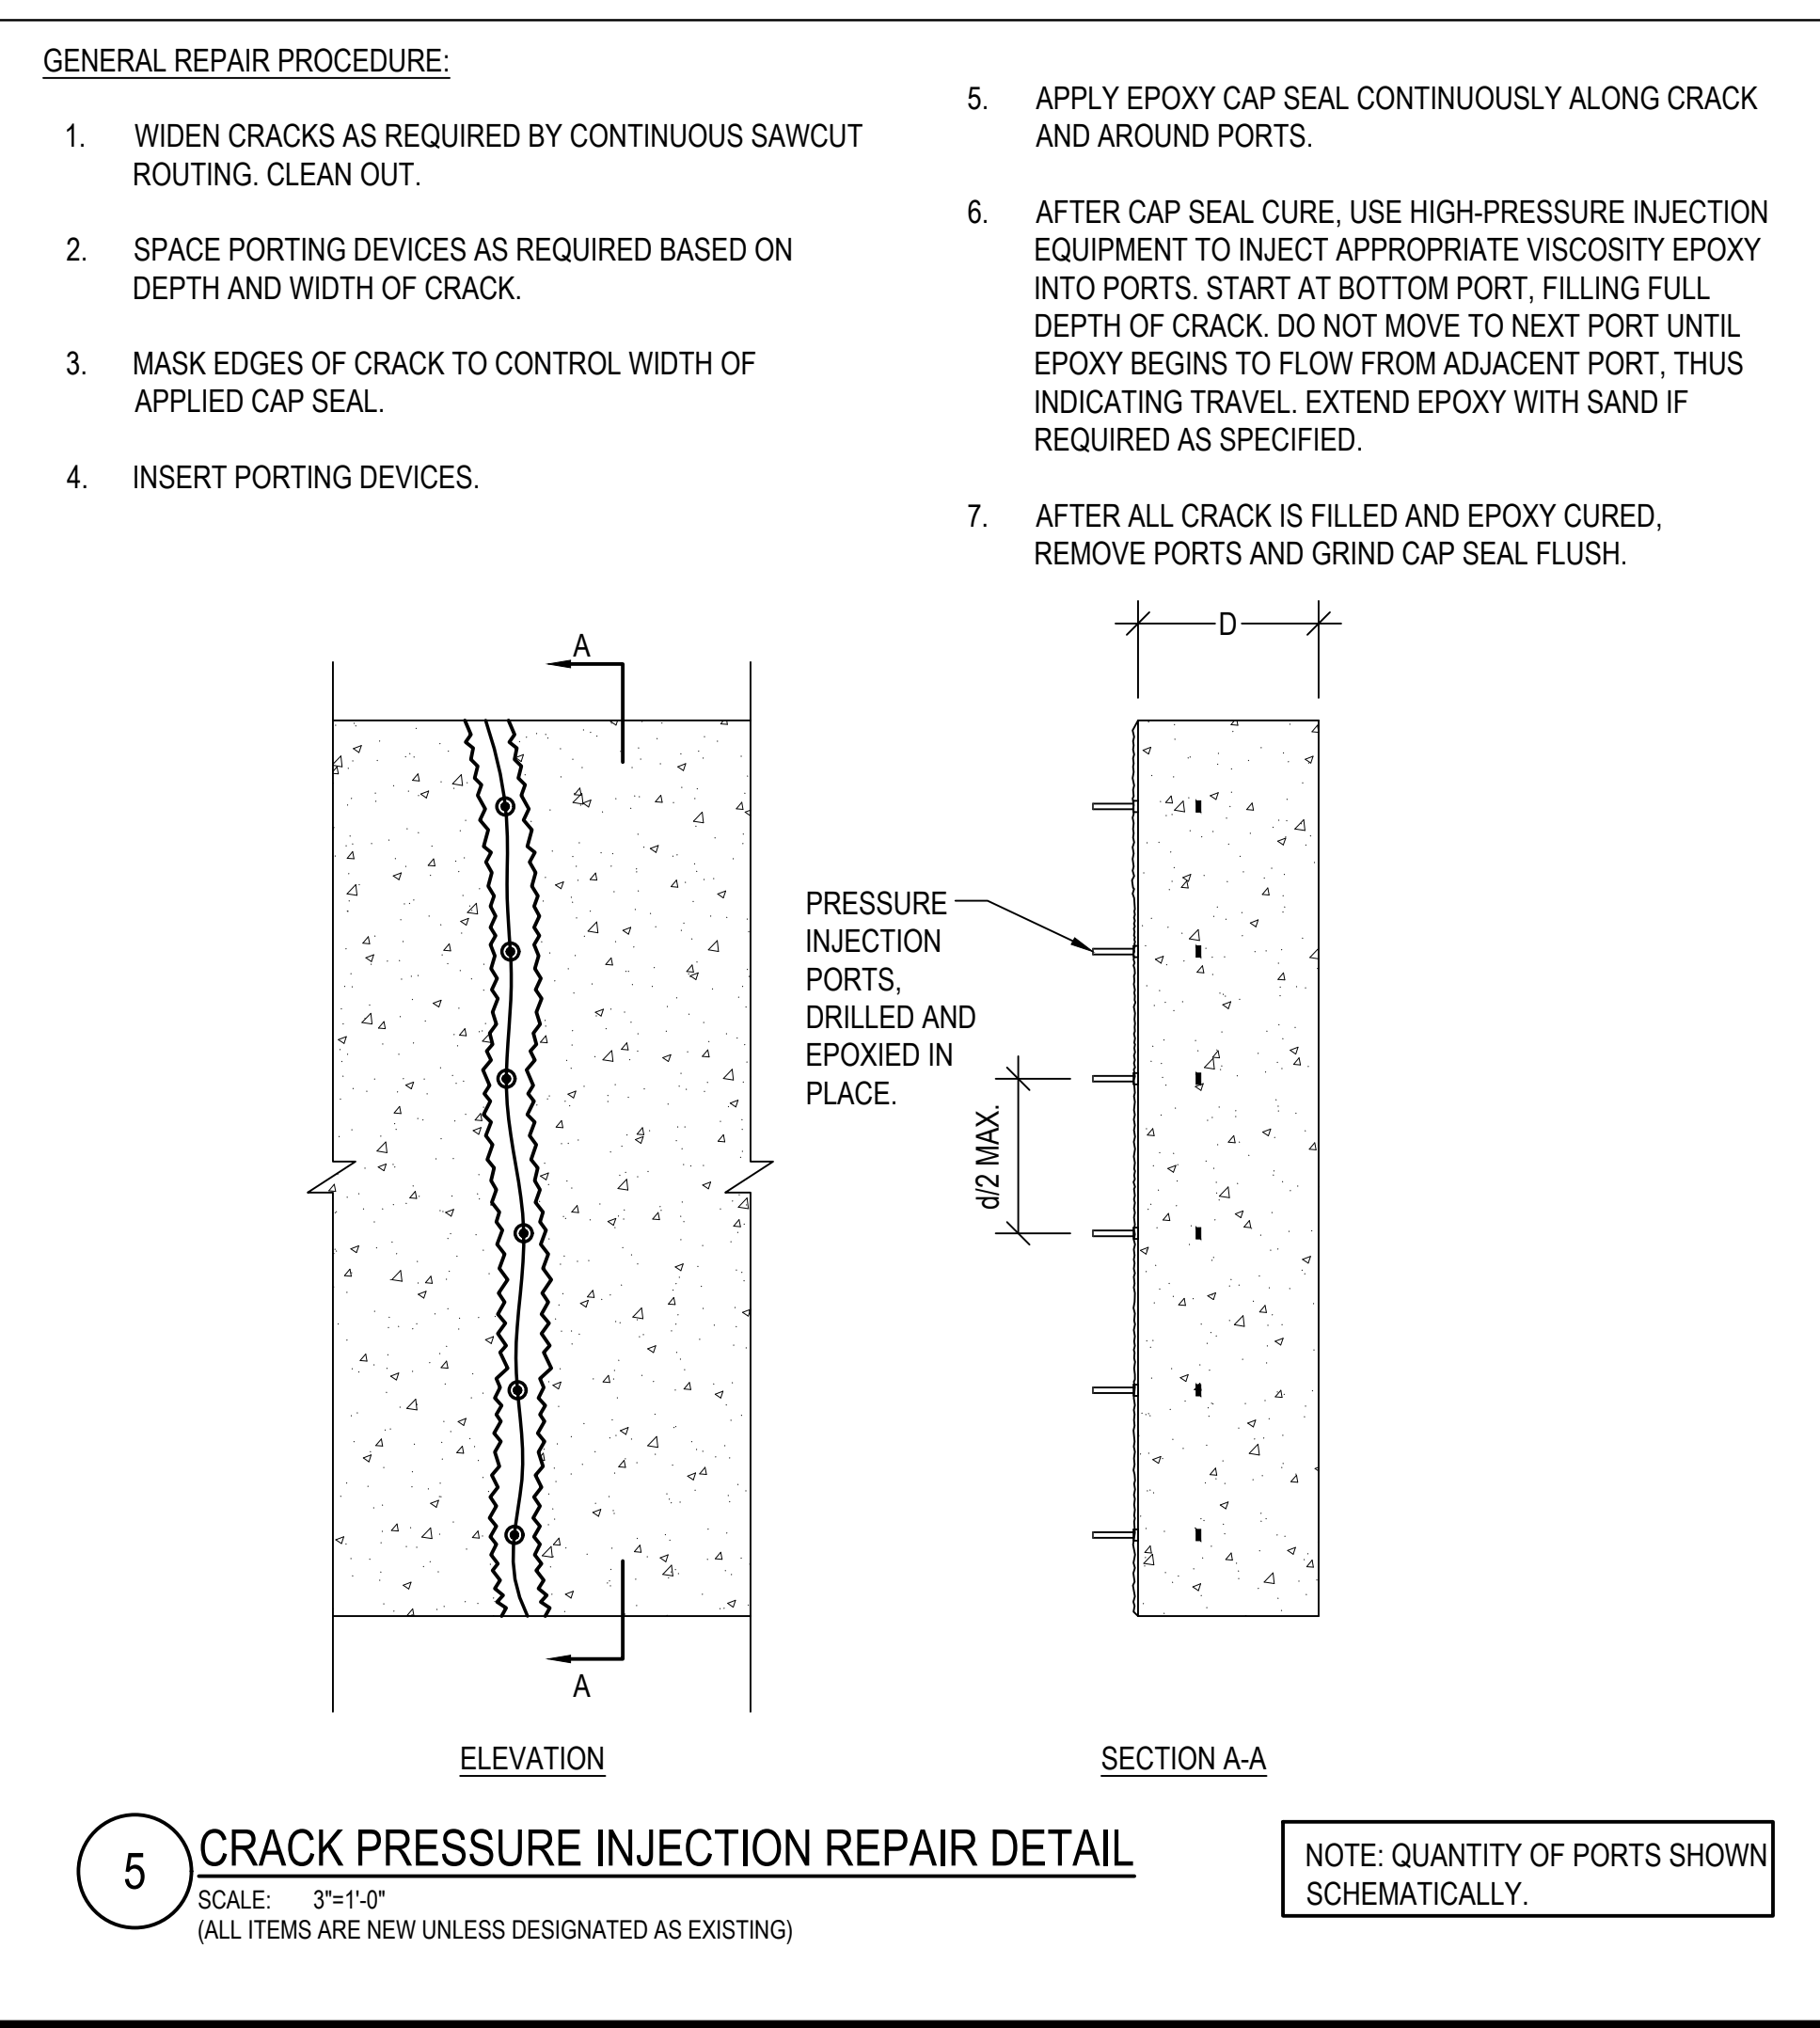 GENERAL REPAIR PROCEDURE:
1. WIDEN CRACKS AS REQUIRED BY CONTINUOUS SAWCUT
ROUTING. CLEAN OUT.
2. SPACE PORTING DEVICES AS REQUIRED BASED ON
DEPTH AND WIDTH OF CRACK.
3. MASK EDGES OF CRACK TO CONTROL WIDTH OF
APPLIED CAP SEAL.
4. INSERT PORTING DEVICES.
5. APPLY EPOXY CAP SEAL CONTINUOUSLY ALONG CRACK
AND AROUND PORTS.
6. AFTER CAP SEAL CURE, USE HIGH-PRESSURE INJECTION
EQUIPMENT TO INJECT APPROPRIATE VISCOSITY EPOXY
INTO PORTS. START AT BOTTOM PORT, FILLING FULL
DEPTH OF CRACK. DO NOT MOVE TO NEXT PORT UNTIL
EPOXY BEGINS TO FLOW FROM ADJACENT PORT, THUS
INDICATING TRAVEL. EXTEND EPOXY WITH SAND IF
REQUIRED AS SPECIFIED.
7. AFTER ALL CRACK IS FILLED AND EPOXY CURED,
REMOVE PORTS AND GRIND CAP SEAL FLUSH.
A
A
ELEVATION
D
PRESSURE
INJECTION
PORTS,
DRILLED AND
EPOXIED IN
PLACE.
d/2 MAX.
SECTION A-A
5
CRACK PRESSURE INJECTION REPAIR DETAIL
SCALE: 3"=1'-0"
(ALL ITEMS ARE NEW UNLESS DESIGNATED AS EXISTING)
NOTE: QUANTITY OF PORTS SHOWN
SCHEMATICALLY.